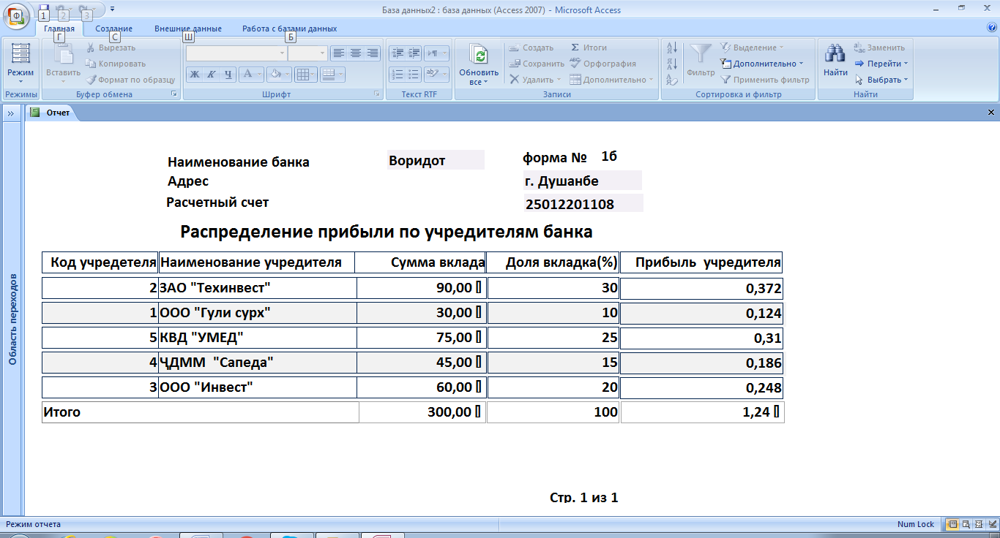 База данных2 : база данных (Access 2007) - Microsoft Access
Ф 1 2 3
Главная Создание Внешние данные Работа с базами данных
Г С Ш Б
Режим
Режимы
Вставить
Вырезать
Копировать
Формат по образцу
Буфер обмена
Ж К Ч A
Шрифт
Текст RTF
Обновить
все
Создать
Сохранить
Удалить
Итоги
Орфография
Дополнительно
Записи
Фильтр
Выделение
Дополнительно
Применить фильтр
Сортировка и фильтр
Найти
Заменить
Перейти
Выбрать
Найти
» Отчет
Область переходов
Наименование банка Воридот форма № 1б
Адрес г. Душанбе
Расчетный счет 25012201108
Распределение прибыли по учредителям банка
Код учредетеля Наименование учредителя Сумма вклада Доля вкладка(%) Прибыль учредителя
2 ЗАО "Техинвест" 90,00 30 0,372
1 ООО "Гули сурх" 30,00 10 0,124
5 КВД "УМЕД" 75,00 25 0,31
4 ҶДММ "Сапеда" 45,00 15 0,186
3 ООО "Инвест" 60,00 20 0,248
Итого 300,00 100 1,24
Стр. 1 из 1
Режим отчета Num Lock